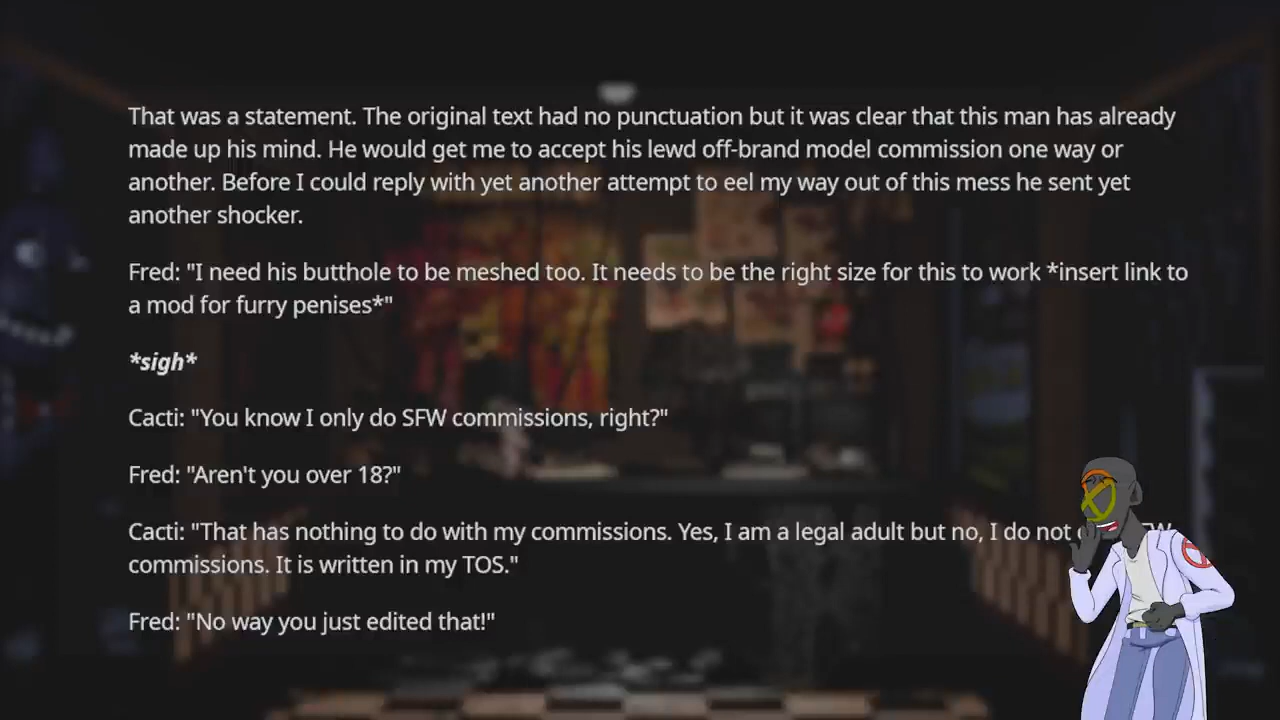 That was a statement. The original text had no punctuation but it was clear that this man has already
made up his mind. He would get me to accept his lewd off-brand model commission one way or
another. Before I could reply with yet another attempt to eel my way out of this mess he sent yet
another shocker.
Fred: "I need his butthole to be meshed too. It needs to be the right size for this to work *insert link to
a mod for furry penises*"
*sigh*
Cacti: "You know I only do SFW commissions, right?"
Fred: "Aren't you over 18?"
Cacti: "That has nothing to do with my commissions. Yes, I am a legal adult but no, I do not
commissions. It is written in my TOS."
Fred: "No way you just edited that!"